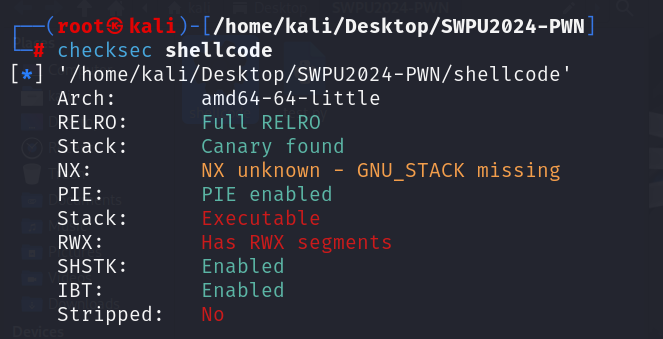 ┌──(root㉿kali)-[/home/kali/Desktop/SWPU2024-PWN]
└─# checksec shellcode
[*] '/home/kali/Desktop/SWPU2024-PWN/shellcode'
    Arch:       amd64-64-little
    RELRO:      Full RELRO
    Stack:      Canary found
    NX:         NX unknown - GNU_STACK missing
    PIE:        PIE enabled
    Stack:      Executable
    RWX:        Has RWX segments
    SHSTK:      Enabled
    IBT:        Enabled
    Stripped:   No